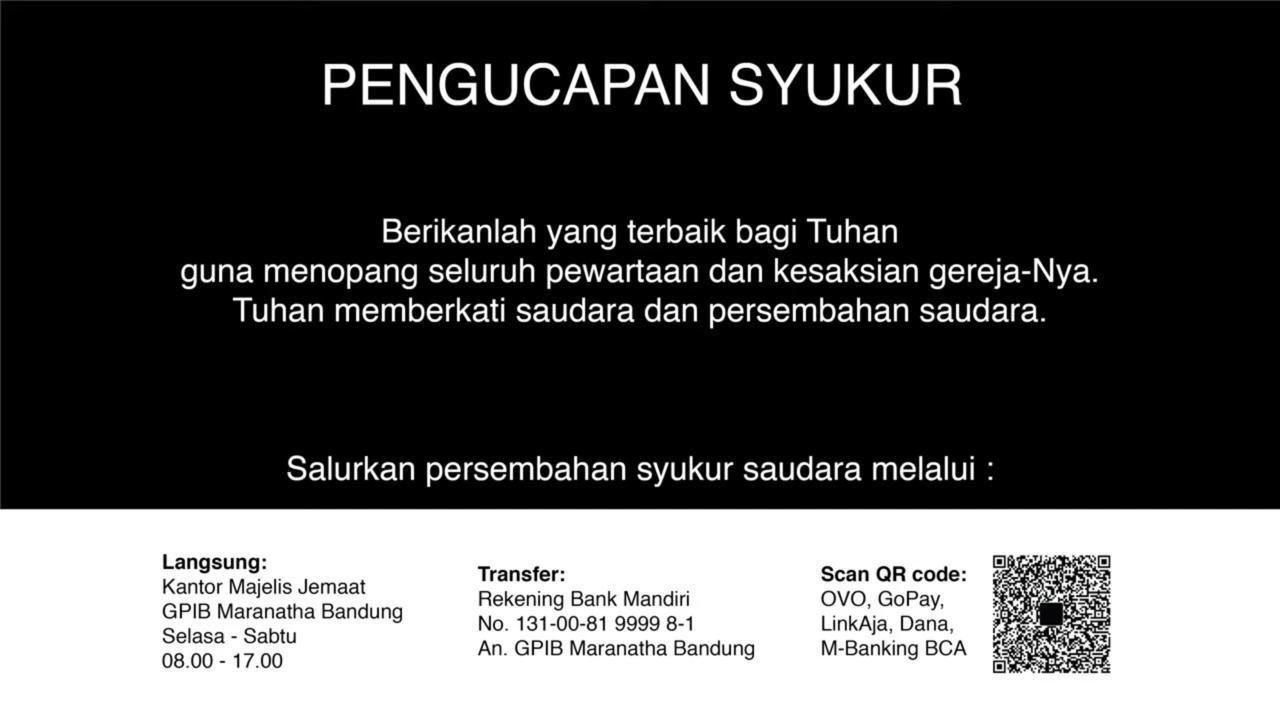 PENGUCAPAN SYUKUR
Berikanlah yang terbaik bagi Tuhan
guna menopang seluruh pewartaan dan kesaksian gereja-Nya.
Tuhan memberkati saudara dan persembahan saudara.
Salurkan persembahan syukur saudara melalui :
Langsung:
Kantor Majelis Jemaat
GPIB Maranatha Bandung
Selasa - Sabtu
08.00 - 17.00
Transfer:
Rekening Bank Mandiri
No. 131-00-81 9999 8-1
An. GPIB Maranatha Bandung
Scan QR code:
OVO, GoPay,
LinkAja, Dana,
M-Banking BCA